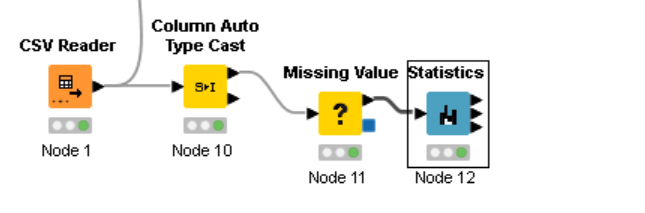 Column Auto
Type Cast
CSV Reader
Missing Value
Statistics
S▸I
?
Node 1
Node 10
Node 11
Node 12